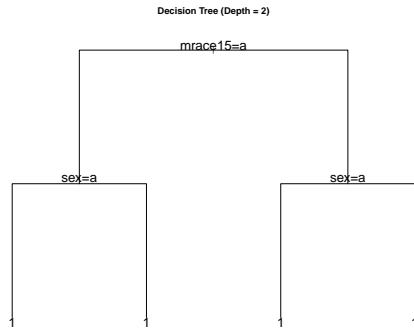 Decision Tree (Depth = 2)
mrace15=a
sex=a sex=a
1 1 1 1